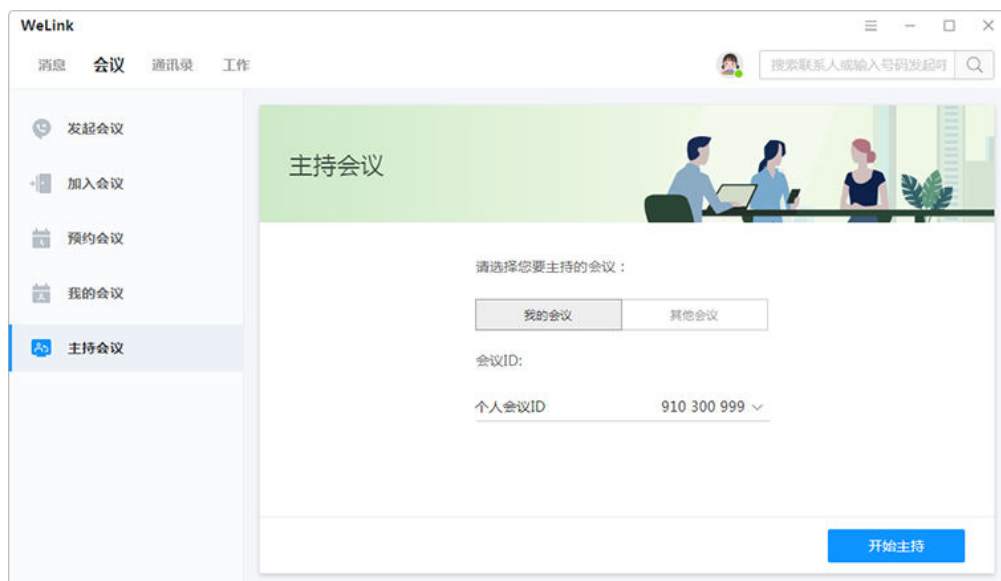 WeLink
消息 会议 通讯录 工作
搜索联系人或输入号码发起呼
发起会议
加入会议
预约会议
我的会议
主持会议
主持会议
请选择您要主持的会议：
我的会议 其他会议
会议ID:
个人会议ID 910 300 999
开始主持